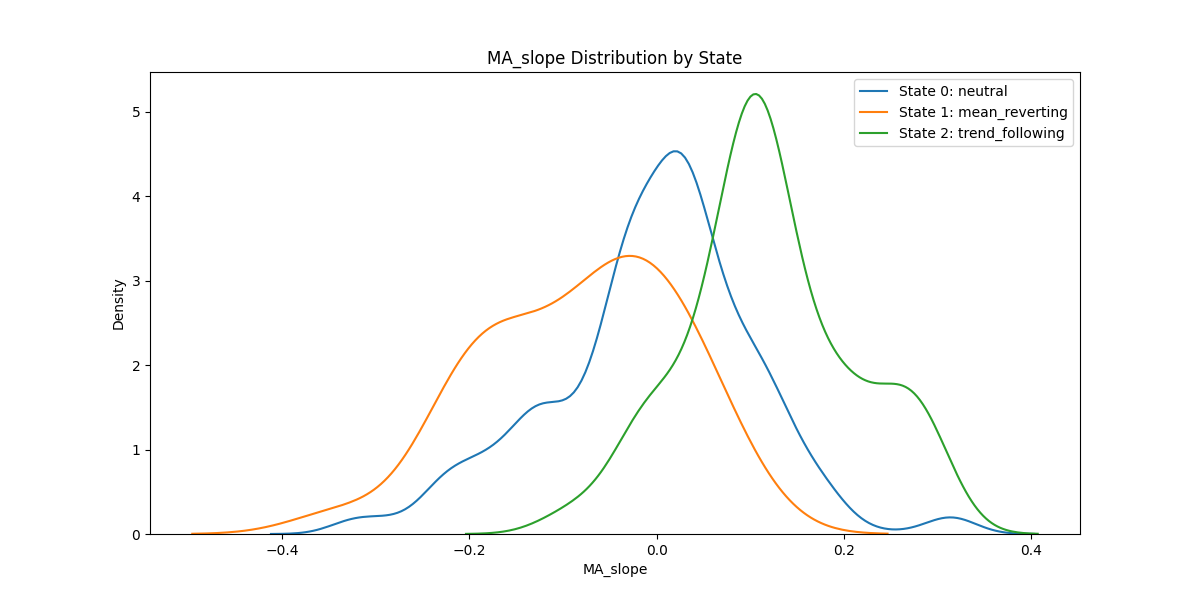 MA_slope Distribution by State
State 0: neutral
State 1: mean_reverting
State 2: trend_following
Density
5
4
3
2
1
0
−0.4 −0.2 0.0 0.2 0.4
MA_slope